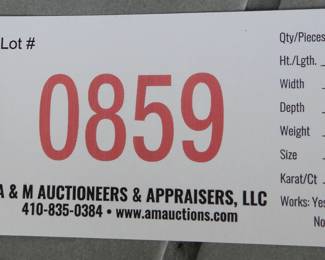 Lot #
0859
A & M AUCTIONEERS & APPRAISERS, LLC
410-835-0384 • www.amauctions.com
Qty/Pieces
Ht./Lgth.
Width
Depth
Weight
Size
Karat/Ct
Works: Yes
No